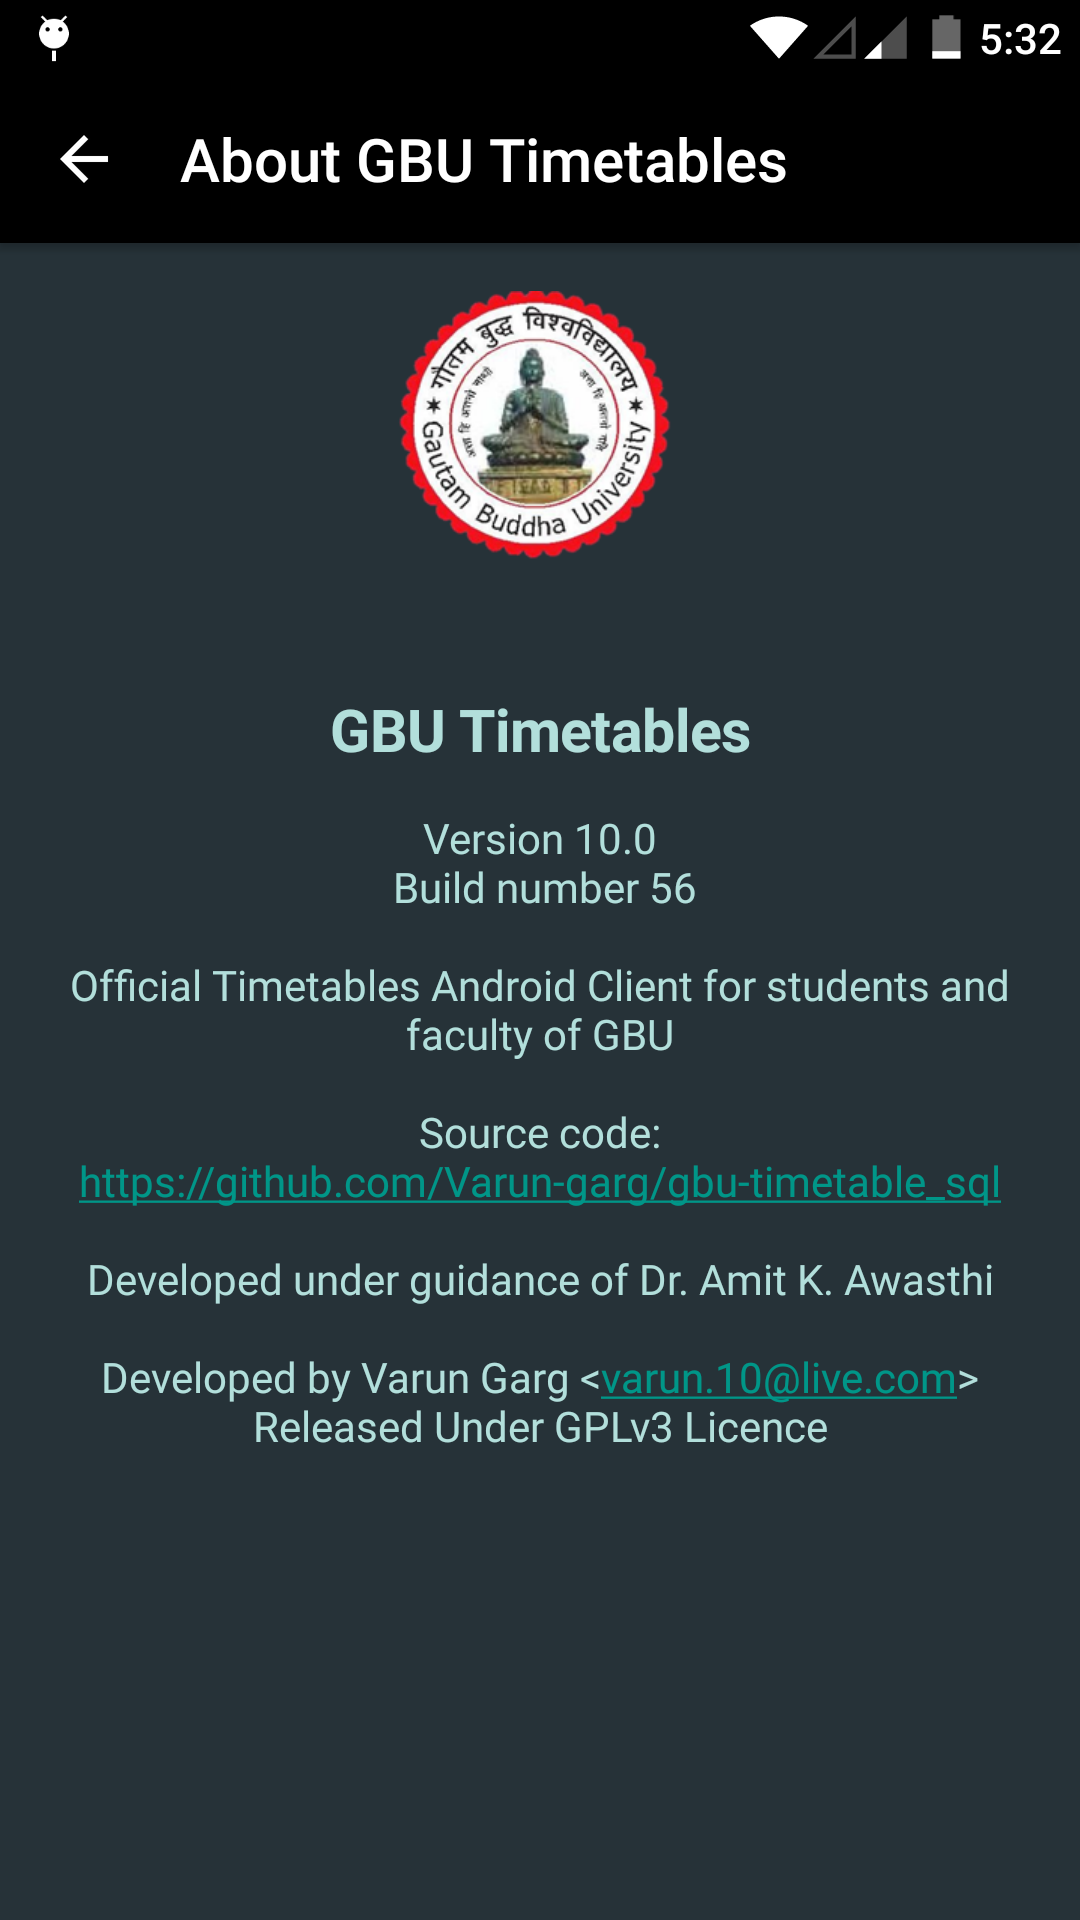 5:32
About GBU Timetables
गौतम बुद्ध विश्वविद्यालय
Gautam Buddha University
GBU Timetables
Version 10.0
Build number 56
Official Timetables Android Client for students and
faculty of GBU
Source code:
https://github.com/Varun-garg/gbu-timetable_sql
Developed under guidance of Dr. Amit K. Awasthi
Developed by Varun Garg <varun.10@live.com>
Released Under GPLv3 Licence